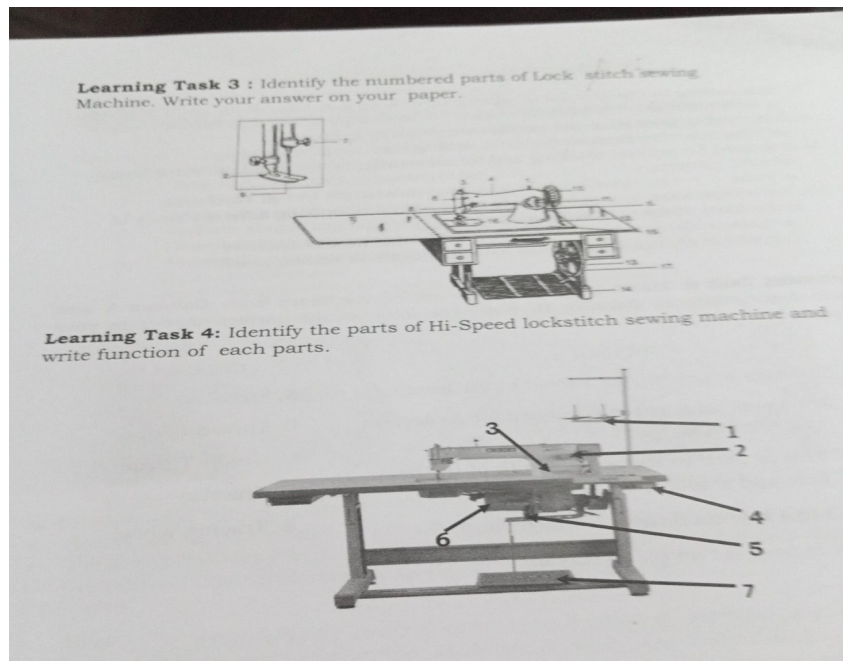 Learning Task 3 : Identify the numbered parts of Lock stitch sewing
Machine. Write your answer on your paper.
Learning Task 4: Identify the parts of Hi-Speed lockstitch sewing machine and
write function of each parts.
3
1
2
4
5
6
7